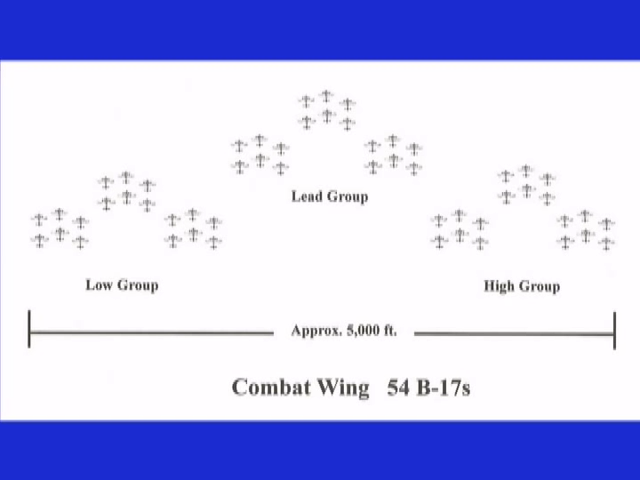 Lead Group
Low Group
High Group
Approx. 5,000 ft.
Combat Wing 54 B-17s